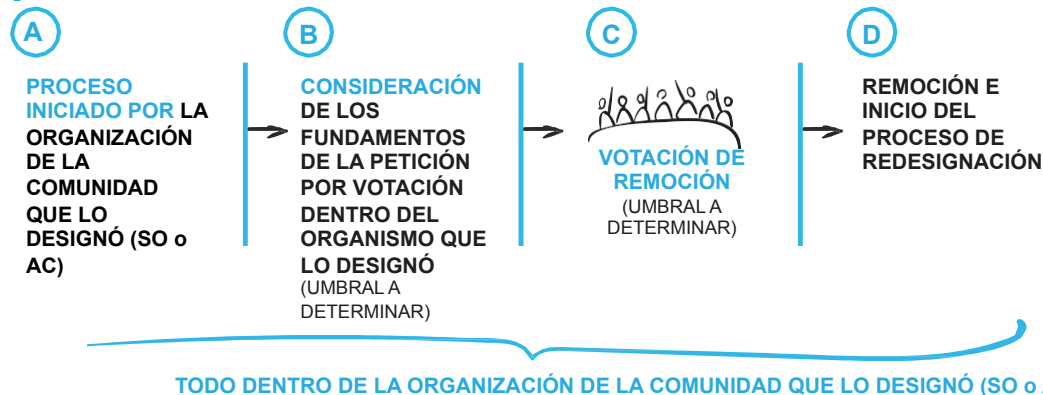 A
PROCESO
INICIADO POR LA
ORGANIZACIÓN
DE LA
COMUNIDAD
QUE LO
DESIGNÓ (SO o
AC)
B
CONSIDERACIÓN
DE LOS
FUNDAMENTOS
DE LA PETICIÓN
POR VOTACIÓN
DENTRO DEL
ORGANISMO QUE
LO DESIGNÓ
(UMBRAL A
DETERMINAR)
C
VOTACIÓN DE
REMOCIÓN
(UMBRAL A
DETERMINAR)
D
REMOCIÓN E
INICIO DEL
PROCESO DE
REDESIGNACIÓN
TODO DENTRO DE LA ORGANIZACIÓN DE LA COMUNIDAD QUE LO DESIGNÓ (SO o